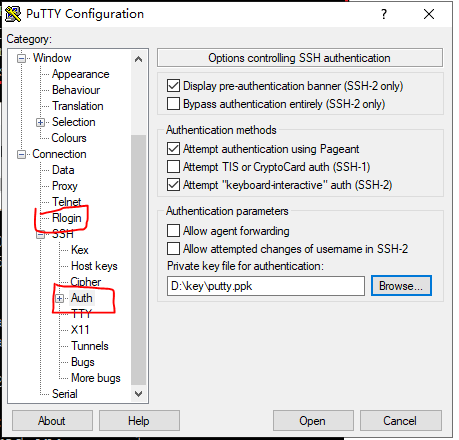 PuTTY Configuration
?
Category:
Window
Appearance
Behaviour
Translation
Selection
Colours
Connection
Data
Proxy
Telnet
Rlogin
SSH
Kex
Host keys
Cipher
Auth
TTY
X11
Tunnels
Bugs
More bugs
Serial
Options controlling SSH authentication
Display pre-authentication banner (SSH-2 only)
Bypass authentication entirely (SSH-2 only)
Authentication methods
Attempt authentication using Pageant
Attempt TIS or CryptoCard auth (SSH-1)
Attempt "keyboard-interactive" auth (SSH-2)
Authentication parameters
Allow agent forwarding
Allow attempted changes of username in SSH-2
Private key file for authentication:
D:\key\putty.ppk
Browse...
About
Help
Open
Cancel